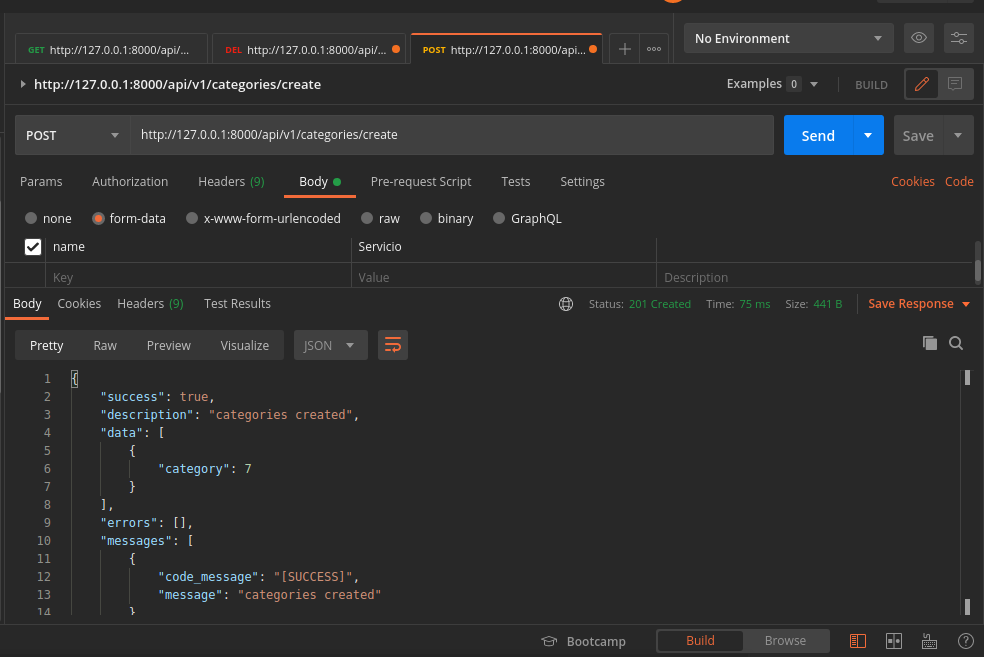 GET http://127.0.0.1:8000/api/... DEL http://127.0.0.1:8000/api/... POST http://127.0.0.1:8000/api... No Environment
http://127.0.0.1:8000/api/v1/categories/create Examples 0 BUILD
POST http://127.0.0.1:8000/api/v1/categories/create Send Save
Params Authorization Headers (9) Body Pre-request Script Tests Settings Cookies Code
none form-data x-www-form-urlencoded raw binary GraphQL
name Servicio
Key Value Description
Body Cookies Headers (9) Test Results Status: 201 Created Time: 75 ms Size: 441 B Save Response
Pretty Raw Preview Visualize JSON
1 {
2 "success": true,
3 "description": "categories created",
4 "data": [
5 {
6 "category": 7
7 }
8 ],
9 "errors": [],
10 "messages": [
11 {
12 "code_message": "[SUCCESS]",
13 "message": "categories created"
14 }
Bootcamp Build Browse